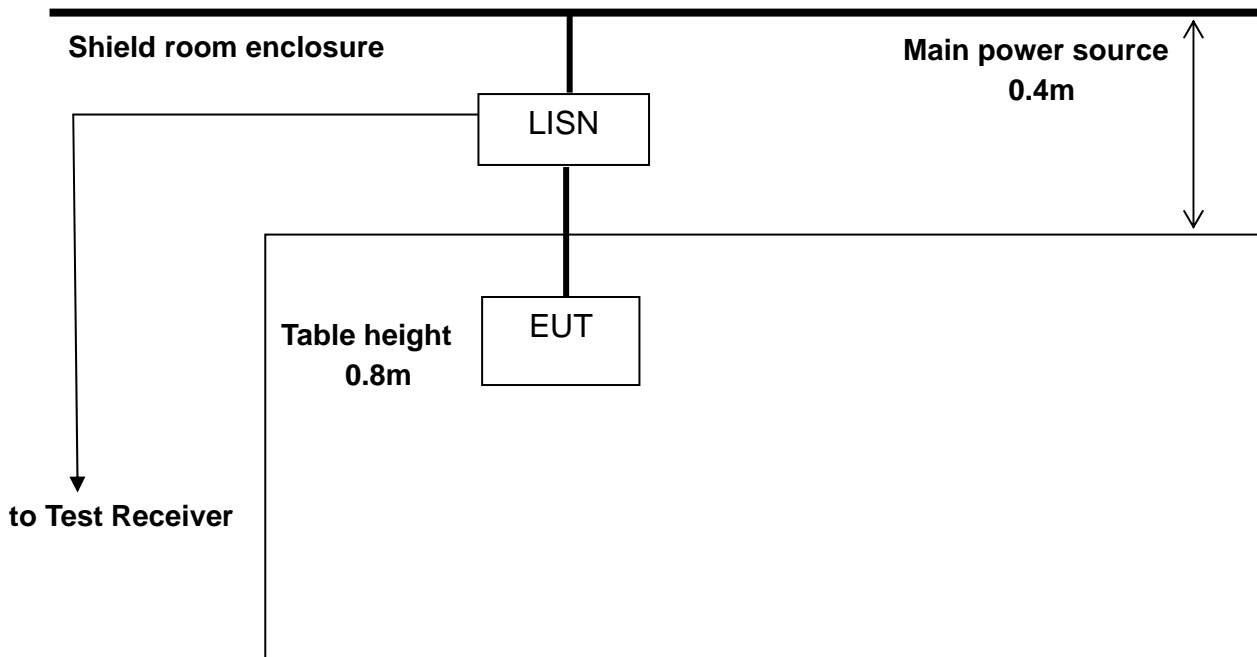 Shield room enclosure
Main power source
0.4m
LISN
EUT
Table height
0.8m
to Test Receiver